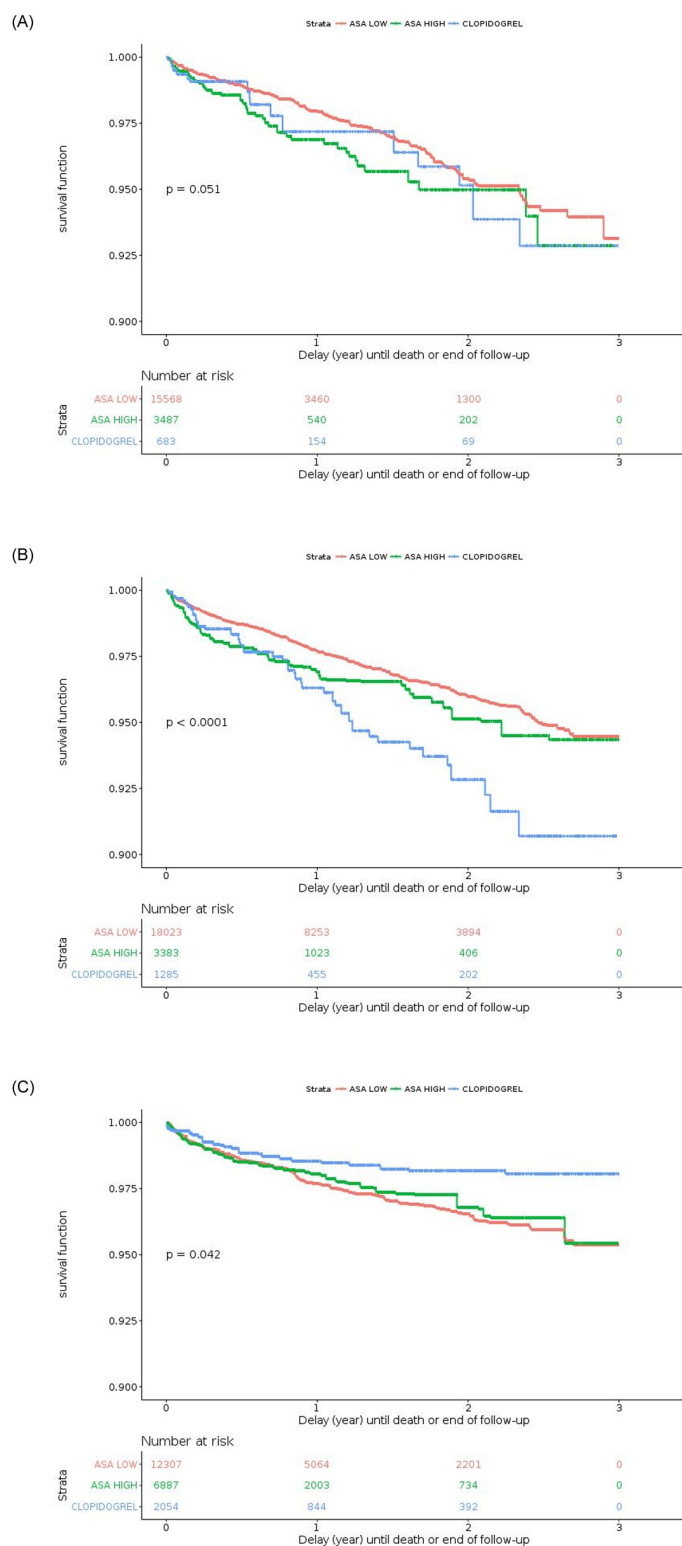 (A)
Strata ASA LOW ASA HIGH CLOPIDOGREL
1.000
0.975
0.950
0.925
0.900
survival function
p = 0.051
0 1 2 3
Delay (year) until death or end of follow-up
Number at risk
Strata
ASA LOW 15568 3460 1300 0
ASA HIGH 3487 540 202 0
CLOPIDOGREL 683 154 69 0
0 1 2 3
Delay (year) until death or end of follow-up
(B)
Strata ASA LOW ASA HIGH CLOPIDOGREL
1.000
0.975
0.950
0.925
0.900
survival function
p < 0.0001
0 1 2 3
Delay (year) until death or end of follow-up
Number at risk
Strata
ASA LOW 18023 8253 3894 0
ASA HIGH 3383 1023 406 0
CLOPIDOGREL 1285 455 202 0
0 1 2 3
Delay (year) until death or end of follow-up
(C)
Strata ASA LOW ASA HIGH CLOPIDOGREL
1.000
0.975
0.950
0.925
0.900
survival function
p = 0.042
0 1 2 3
Delay (year) until death or end of follow-up
Number at risk
Strata
ASA LOW 12307 5064 2201 0
ASA HIGH 6887 2003 734 0
CLOPIDOGREL 2054 844 392 0
0 1 2 3
Delay (year) until death or end of follow-up